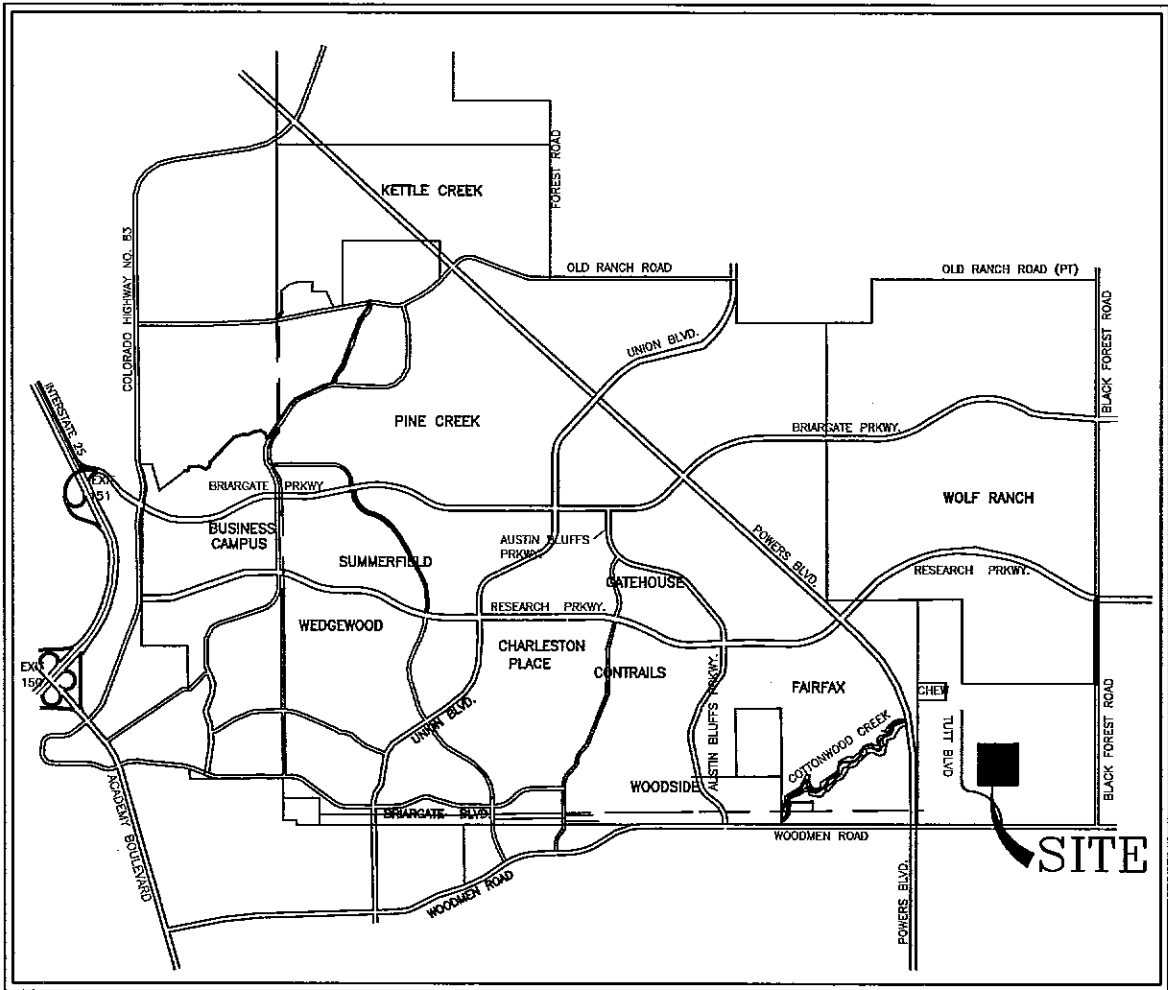 KETTLE CREEK
FOREST ROAD
COLORADO HIGHWAY NO. 83
OLD RANCH ROAD
OLD RANCH ROAD (PT)
BLACK FOREST ROAD
UNION BLVD.
INTERSTATE 25
PINE CREEK
BRIARGATE PRKWY.
EXIT
151
BRIARGATE PRKWY
WOLF RANCH
BUSINESS
CAMPUS
AUSTIN BLUFFS
PRKWY.
POWERS BLVD.
SUMMERFIELD
GATEHOUSE
RESEARCH PRKWY.
RESEARCH PRKWY.
WEDGEWOOD
CHARLESTON
PLACE
CONTRAILS
EXIT
150
AUSTIN BLUFFS PRKWY.
FAIRFAX
CHEW
UNION BLVD.
COTTONWOOD CREEK
TUTT BLVD
BLACK FOREST ROAD
WOODSIDE
ACADEMY BOULEVARD
BRIARGATE BLVD.
WOODMEN ROAD
SITE
WOODMEN ROAD
POWERS BLVD.